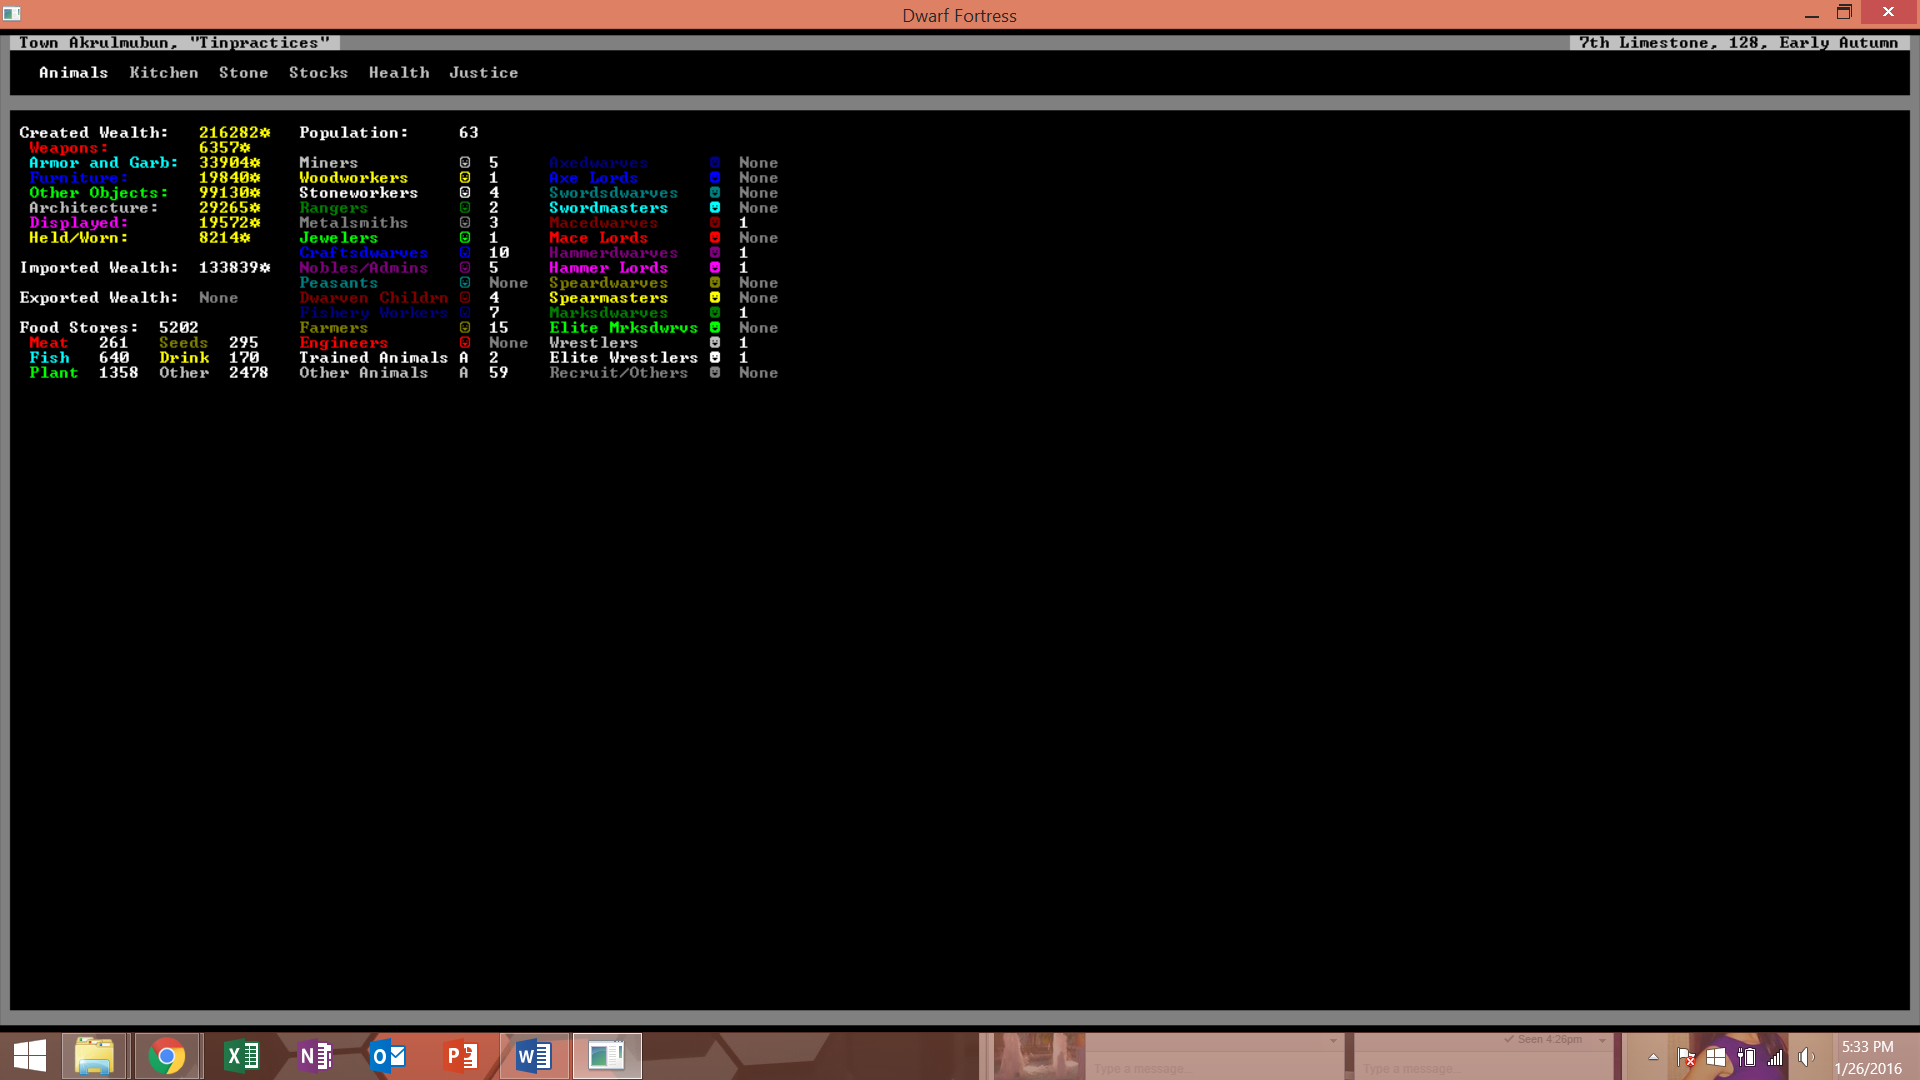 Dwarf Fortress
Town Akrulmubun, "Tinpractices" 7th Limestone, 128, Early Autumn
Animals Kitchen Stone Stocks Health Justice
Created Wealth: 216282☼ Population: 63
Weapons: 6357☼
Armor and Garb: 33904☼ Miners 5 Axedwarves None
Furniture: 19840☼ Woodworkers 1 Axe Lords None
Other Objects: 99130☼ Stoneworkers 4 Swordsdwarves None
Architecture: 29265☼ Rangers 2 Swordmasters None
Displayed: 19572☼ Metalsmiths 3 Macedwarves 1
Held/Worn: 8214☼ Jewelers 1 Mace Lords None
Craftsdwarves 10 Hammerdwarves 1
Imported Wealth: 133839☼ Nobles/Admins 5 Hammer Lords 1
Peasants None Speardwarves None
Exported Wealth: None Dwarven Childrn 4 Spearmasters None
Fishery Workers 7 Marksdwarves 1
Food Stores: 5202 Farmers 15 Elite Mrksdwrvs None
Meat 261 Seeds 295 Engineers None Wrestlers 1
Fish 640 Drink 170 Trained Animals A 2 Elite Wrestlers 1
Plant 1358 Other 2478 Other Animals A 59 Recruit/Others None
Seen 4:26pm
Type a message... Type a message...
5:33 PM
1/26/2016